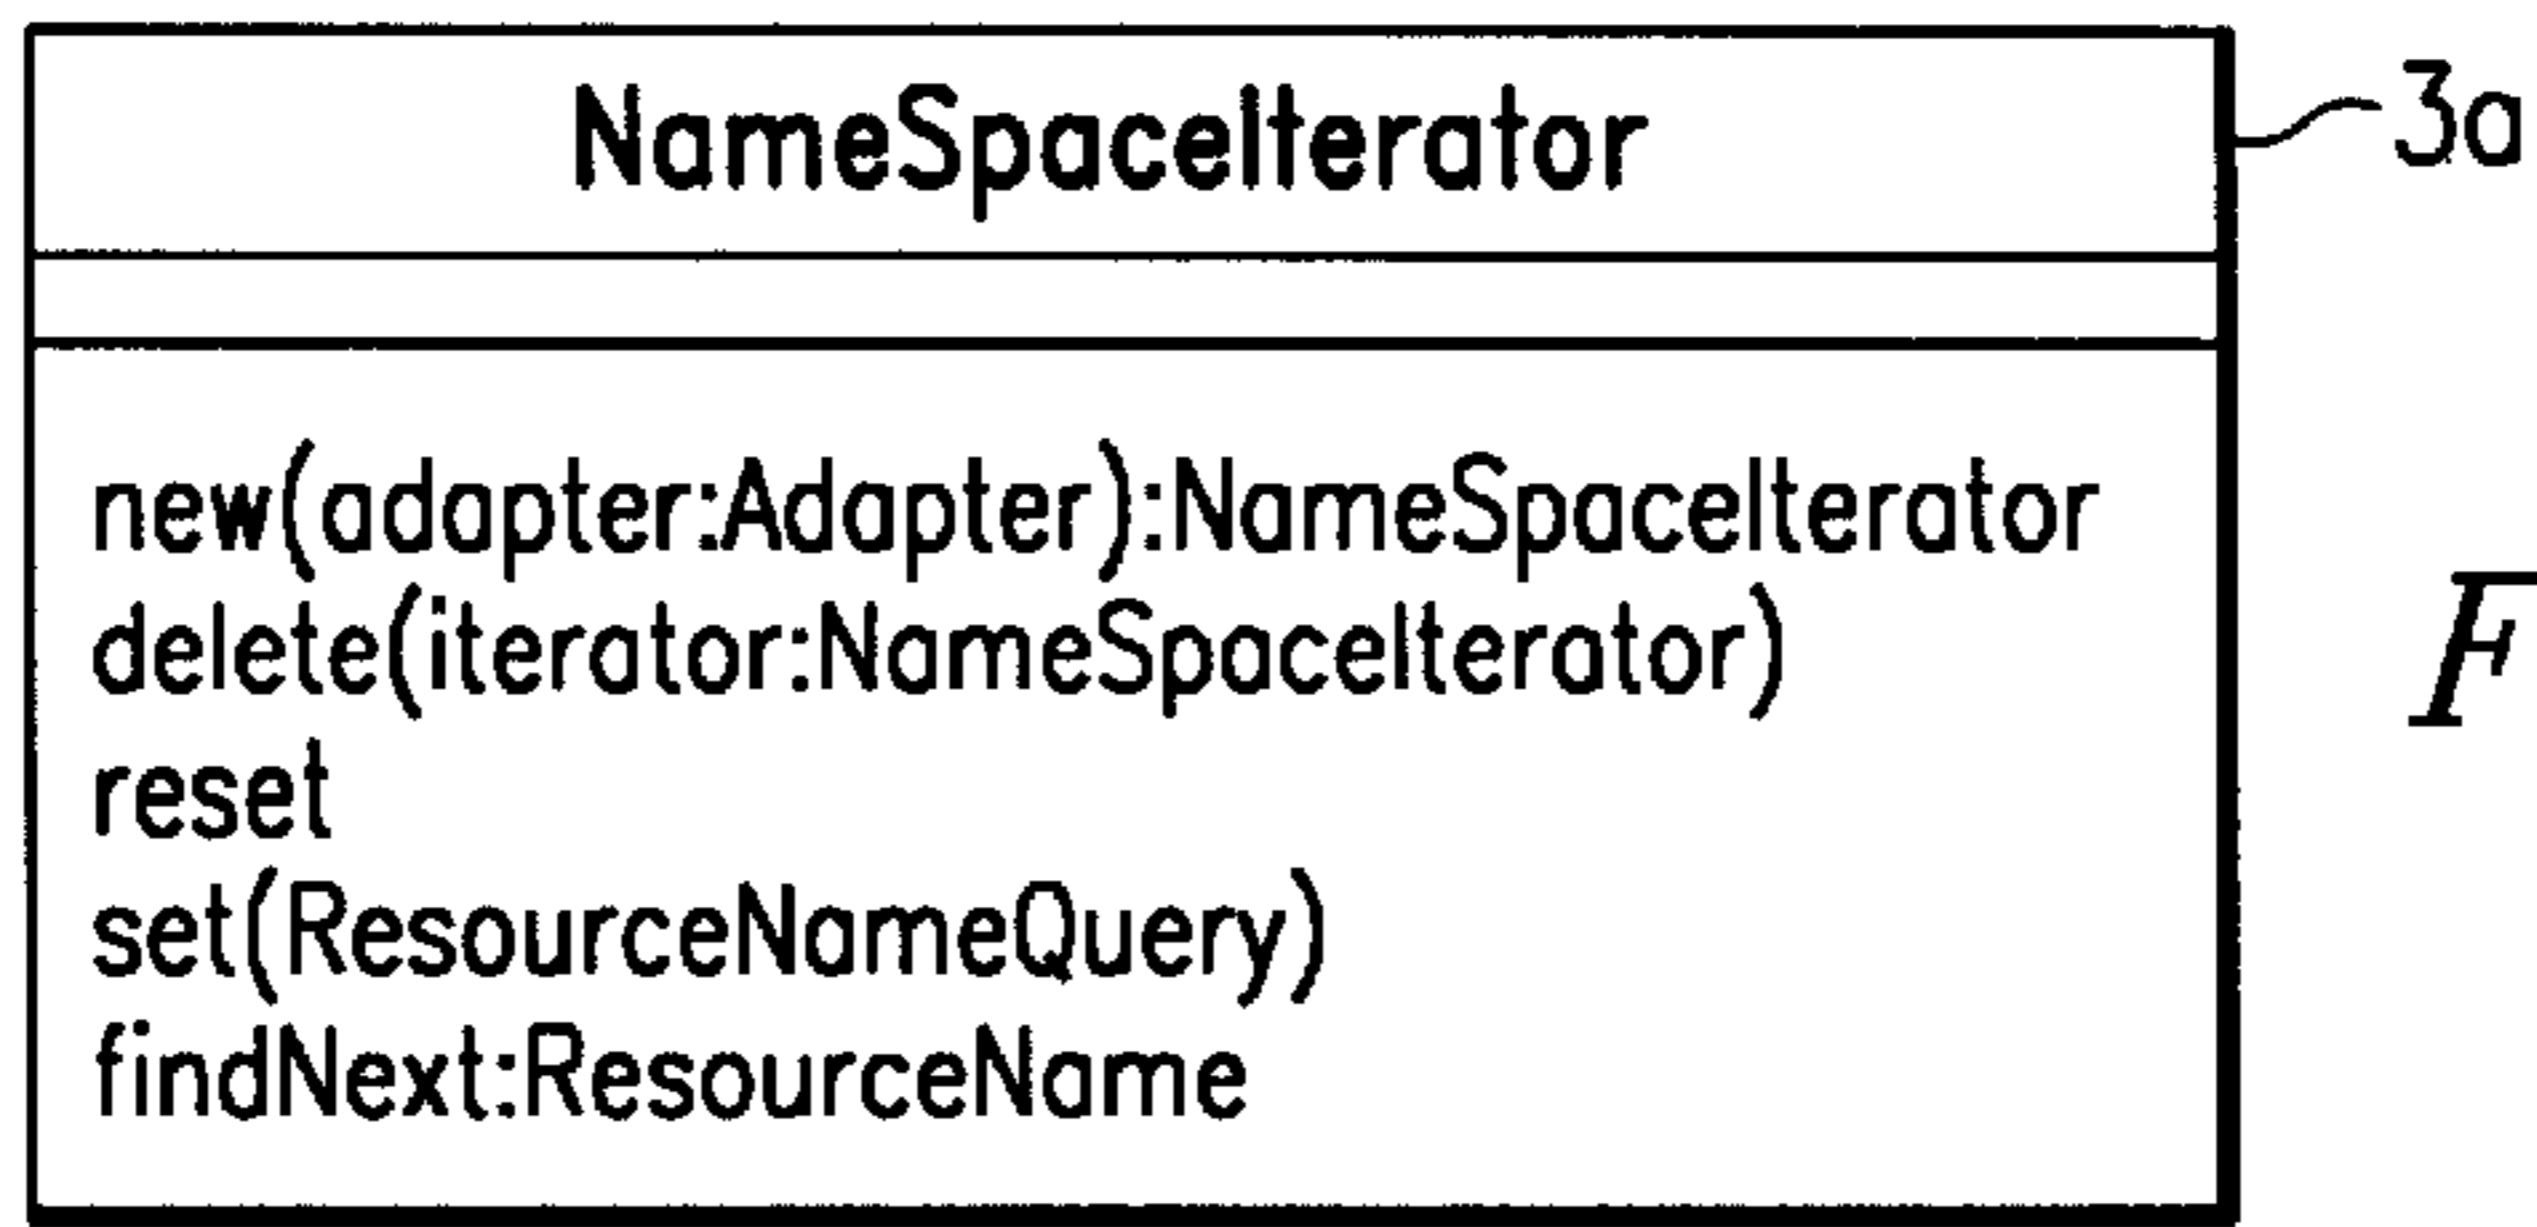 NameSpaceIterator
3a
new(adapter:Adapter):NameSpaceIterator
delete(iterator:NameSpaceIterator)
F
reset
set(ResourceNameQuery)
findNext:ResourceName